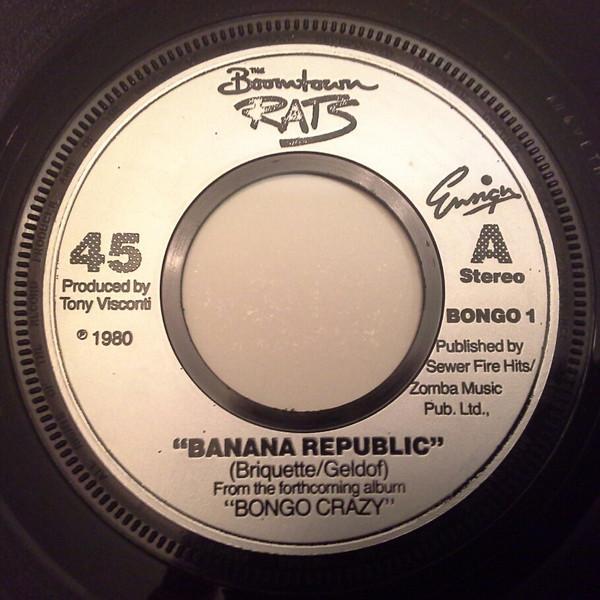 THE
Boomtown
RATS
Ensign
45
A
Stereo
Produced by
Tony Visconti
℗ 1980
BONGO 1
Published by
Sewer Fire Hits/
Zomba Music
Pub. Ltd.,
"BANANA REPUBLIC"
(Briquette/Geldof)
From the forthcoming album
"BONGO CRAZY"